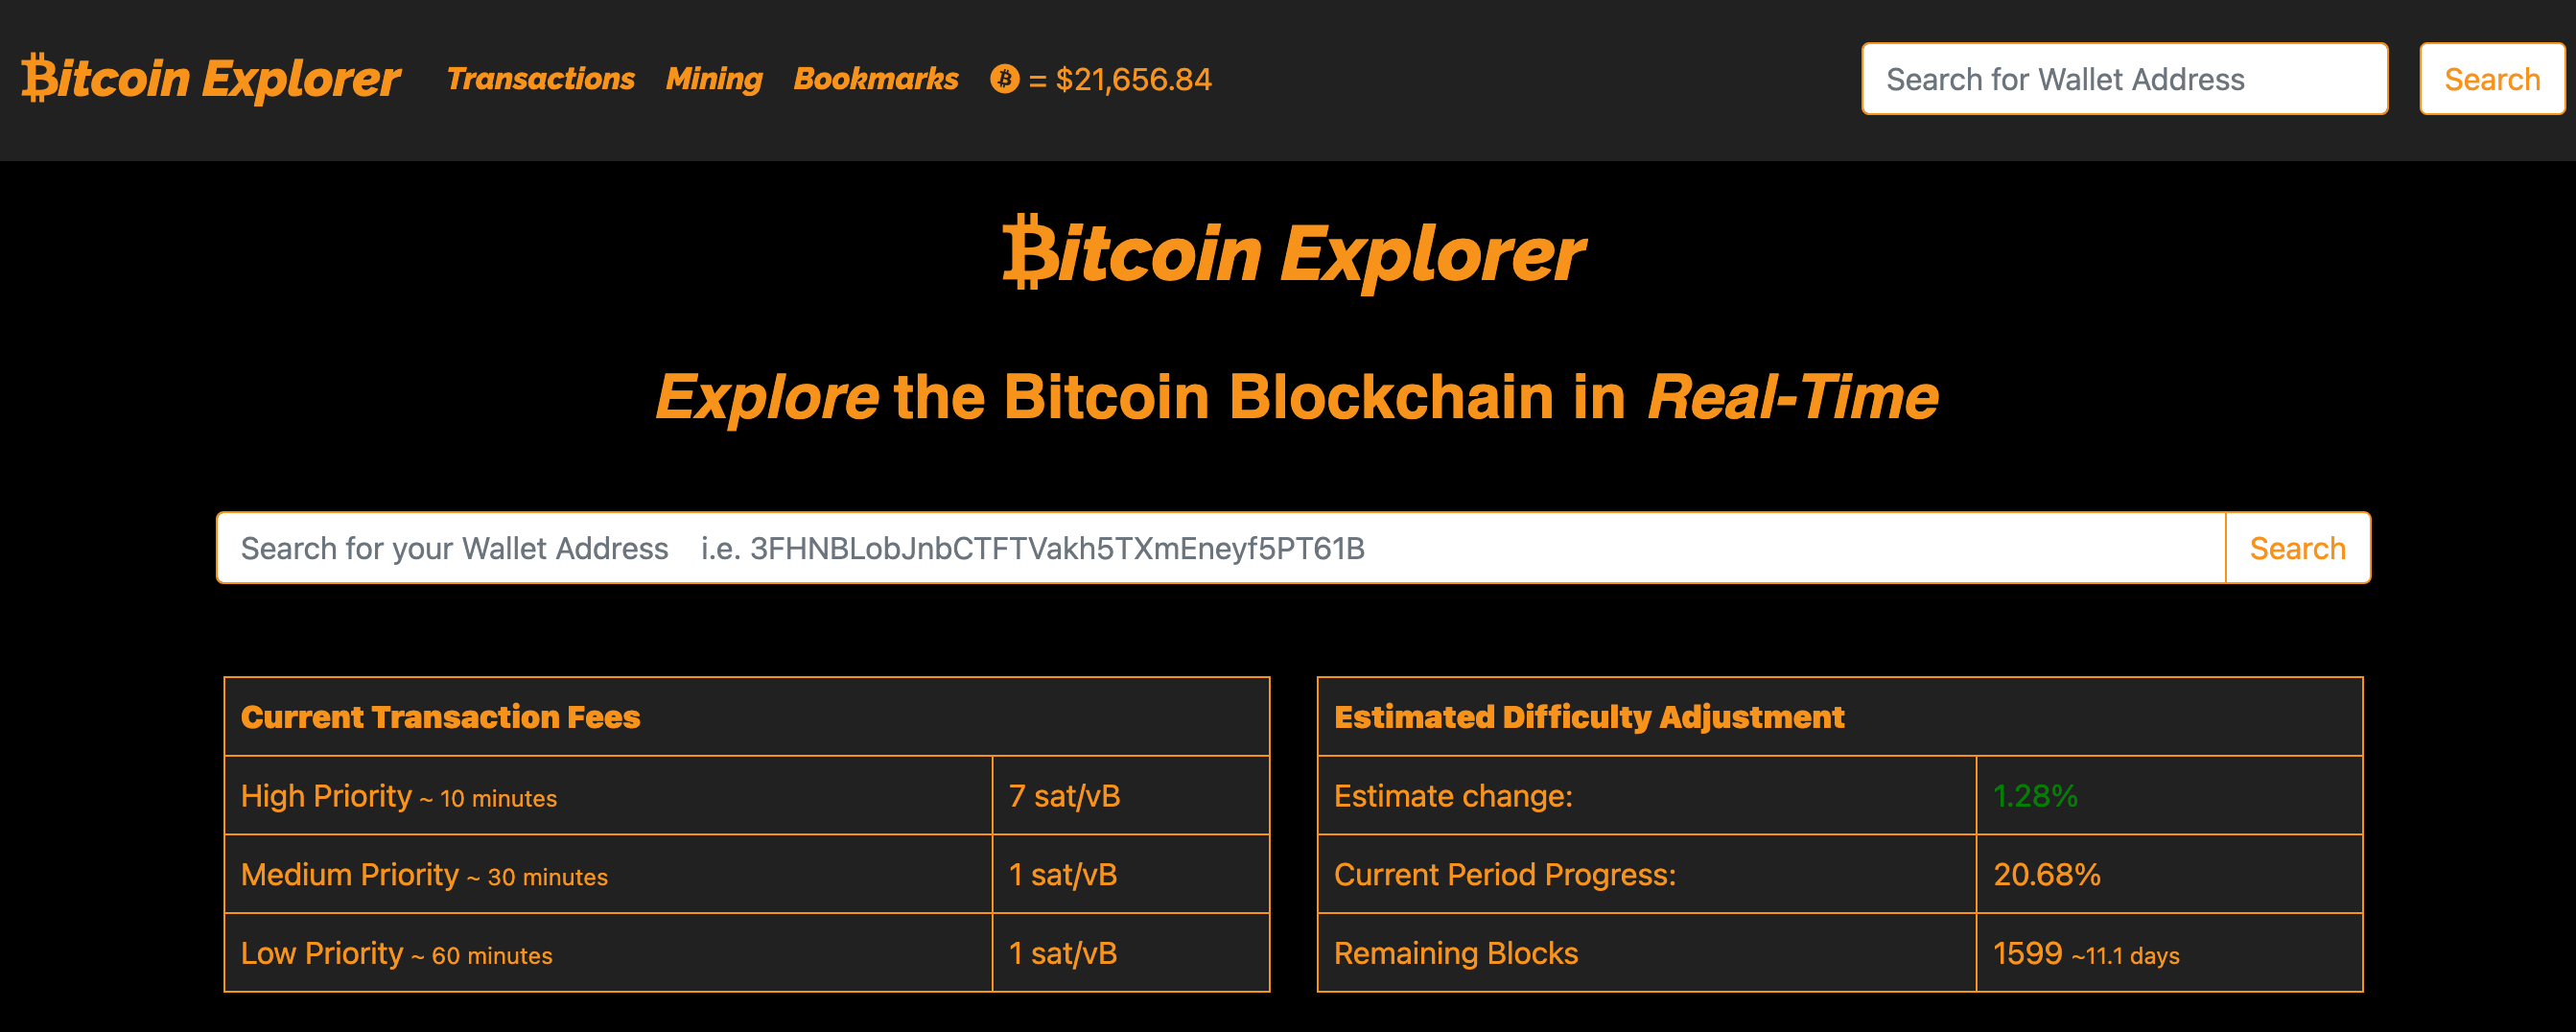 ₿itcoin Explorer Transactions Mining Bookmarks ₿ = $21,656.84 Search for Wallet Address Search
₿itcoin Explorer
Explore the Bitcoin Blockchain in Real-Time
Search for your Wallet Address i.e. 3FHNBLobJnbCTFTVakh5TXmEneyf5PT61B Search
Current Transaction Fees
High Priority ~ 10 minutes 7 sat/vB
Medium Priority ~ 30 minutes 1 sat/vB
Low Priority ~ 60 minutes 1 sat/vB
Estimated Difficulty Adjustment
Estimate change: 1.28%
Current Period Progress: 20.68%
Remaining Blocks 1599 ~11.1 days